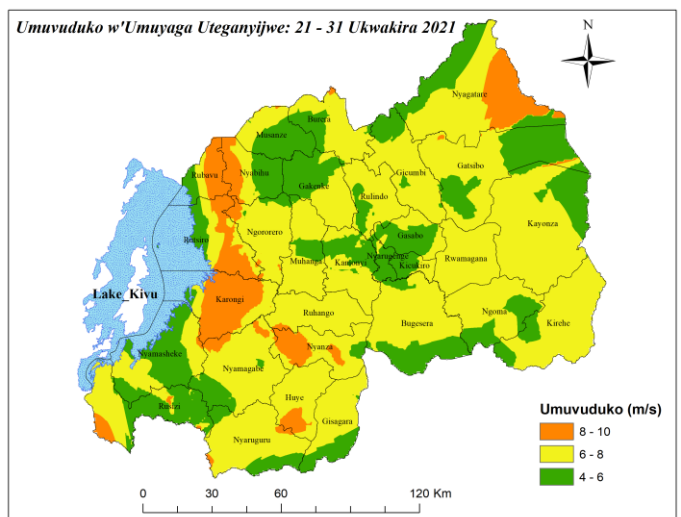 Umuvuduko w'Umuyaga Uteganyijwe: 21 - 31 Ukwakira 2021
N
Nyagatare
Burera
Musanze
Gatsibo
Rubavu
Nyabihu
Gicumbi
Gakenke
Rulindo
Kayonza
Rutsiro
Ngororero
Gasabo
Nyarugenge
Rwamagana
Muhanga
Kamonyi
Kicukiro
Lake_Kivu
Karongi
Ngoma
Ruhango
Kirehe
Bugesera
Nyanza
Nyamasheke
Nyamagabe
Huye
Rusizi
Gisagara
Nyaruguru
Umuvuduko (m/s)
8 - 10
6 - 8
4 - 6
0 30 60 120 Km